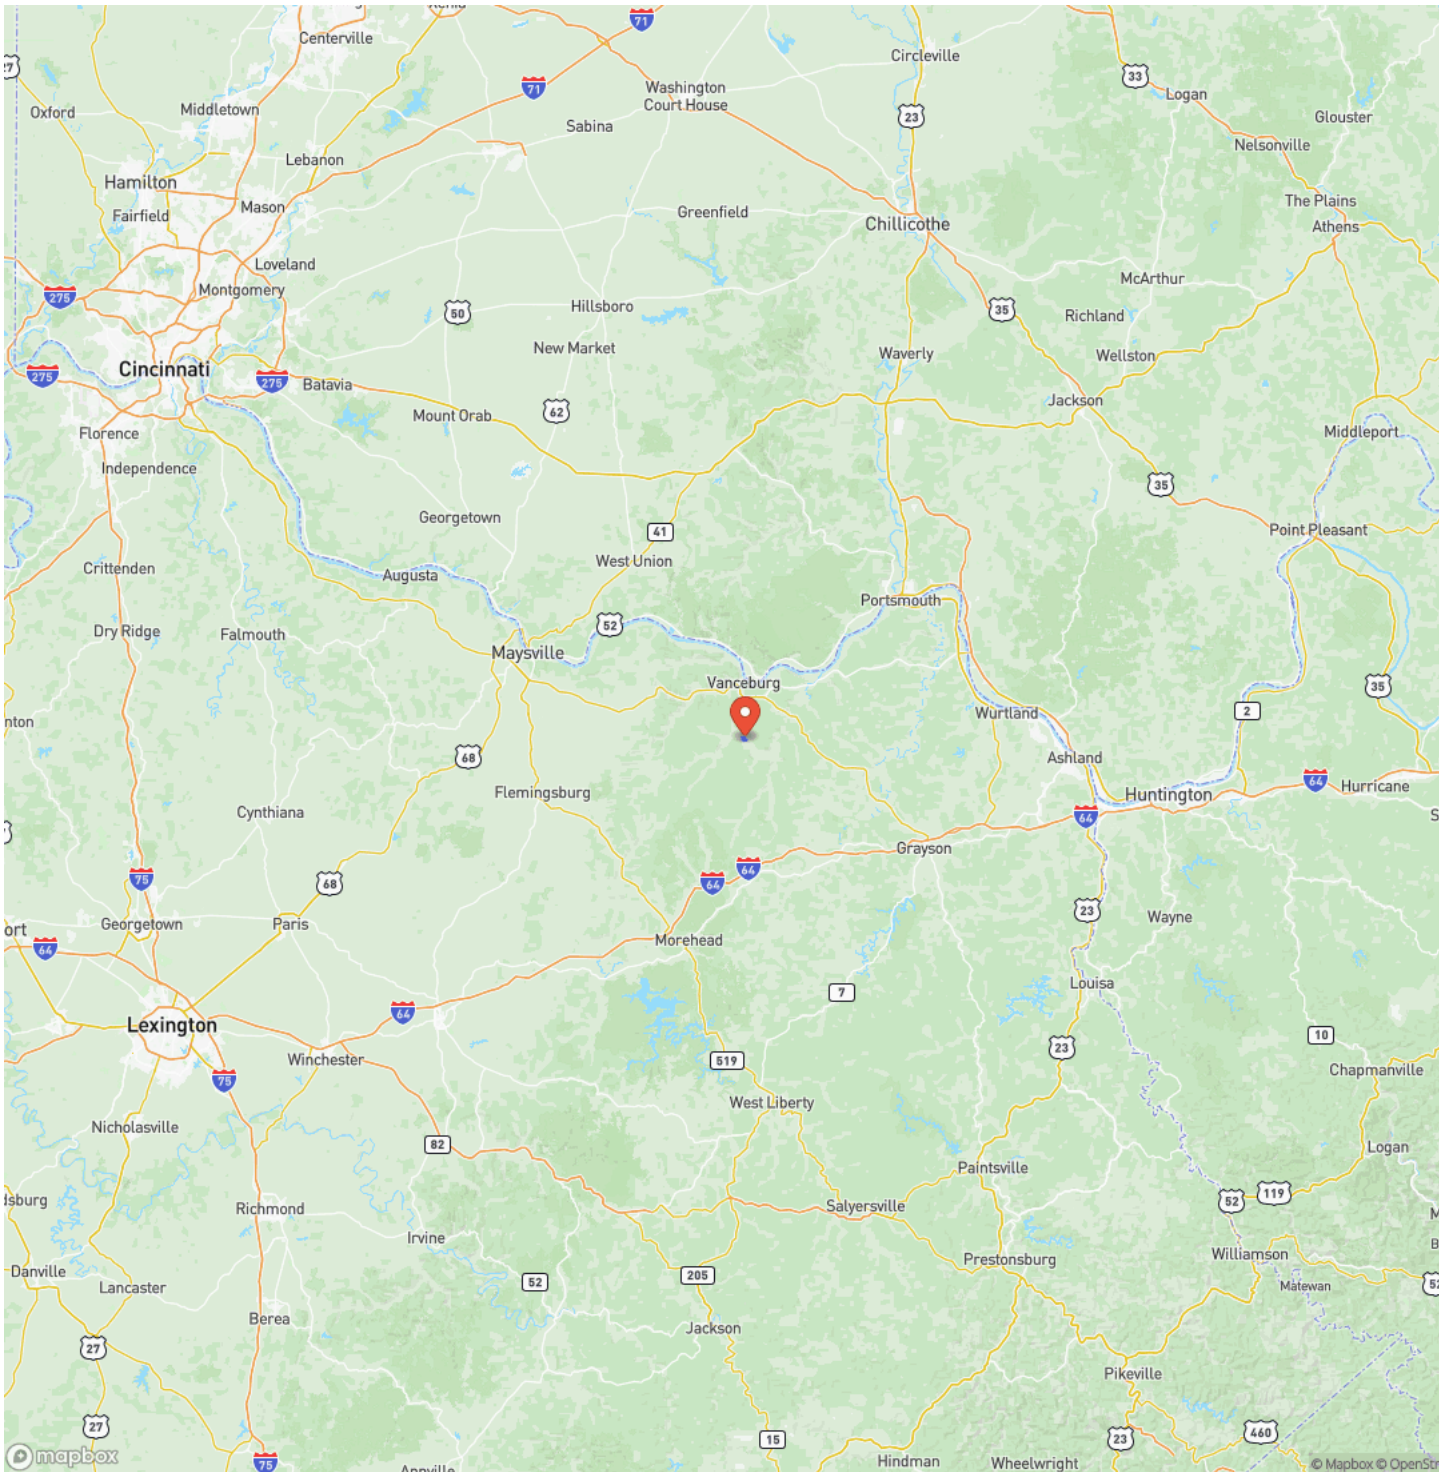 71
Centerville
Circleville
27
33
71
Washington
Court House
Logan
Oxford
Middletown
23
Glouster
Sabina
Nelsonville
Lebanon
Hamilton
The Plains
Mason
Greenfield
Fairfield
Chillicothe
Athens
Loveland
McArthur
Montgomery
275
Hillsboro
50
35
Richland
New Market
Waverly
Wellston
Cincinnati
275
275
Batavia
Jackson
62
Mount Orab
Florence
Middleport
Independence
35
Georgetown
41
Point Pleasant
West Union
Crittenden
Augusta
Portsmouth
52
Dry Ridge
Falmouth
Maysville
Vanceburg
35
2
Wurtland
nton
68
Ashland
64
Flemingsburg
Huntington
Hurricane
Cynthiana
64
S
Grayson
64
64
75
68
23
Georgetown
Paris
Wayne
ort
Morehead
64
Louisa
7
64
Lexington
10
23
Winchester
519
Chapmanville
75
West Liberty
Nicholasville
82
Logan
Paintsville
dsburg
119
52
Salyersville
Richmond
M
Irvine
B
Williamson
Prestonsburg
Danville
205
52
Lancaster
Matewan
52
Berea
Jackson
27
Pikeville
27
460
23
15
mapbox
75
Hindman
Wheelwright
© Mapbox © OpenStr